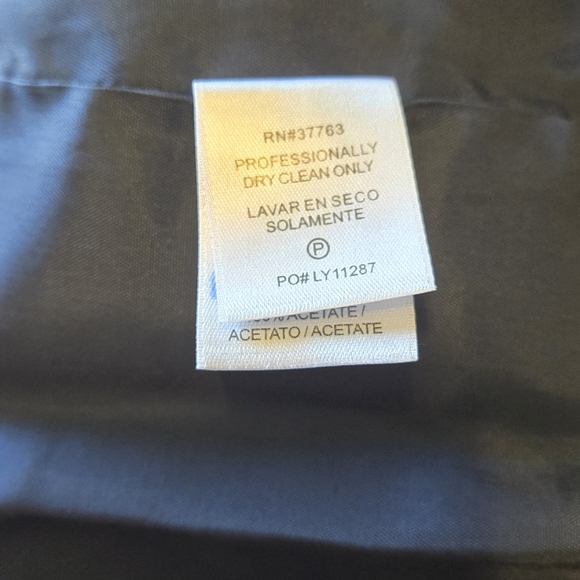 RN#37763
PROFESSIONALLY
DRY CLEAN ONLY
LAVAR EN SECO
SOLAMENTE
P
PO# LY11287
ACETATE /
ACETATO / ACETATE